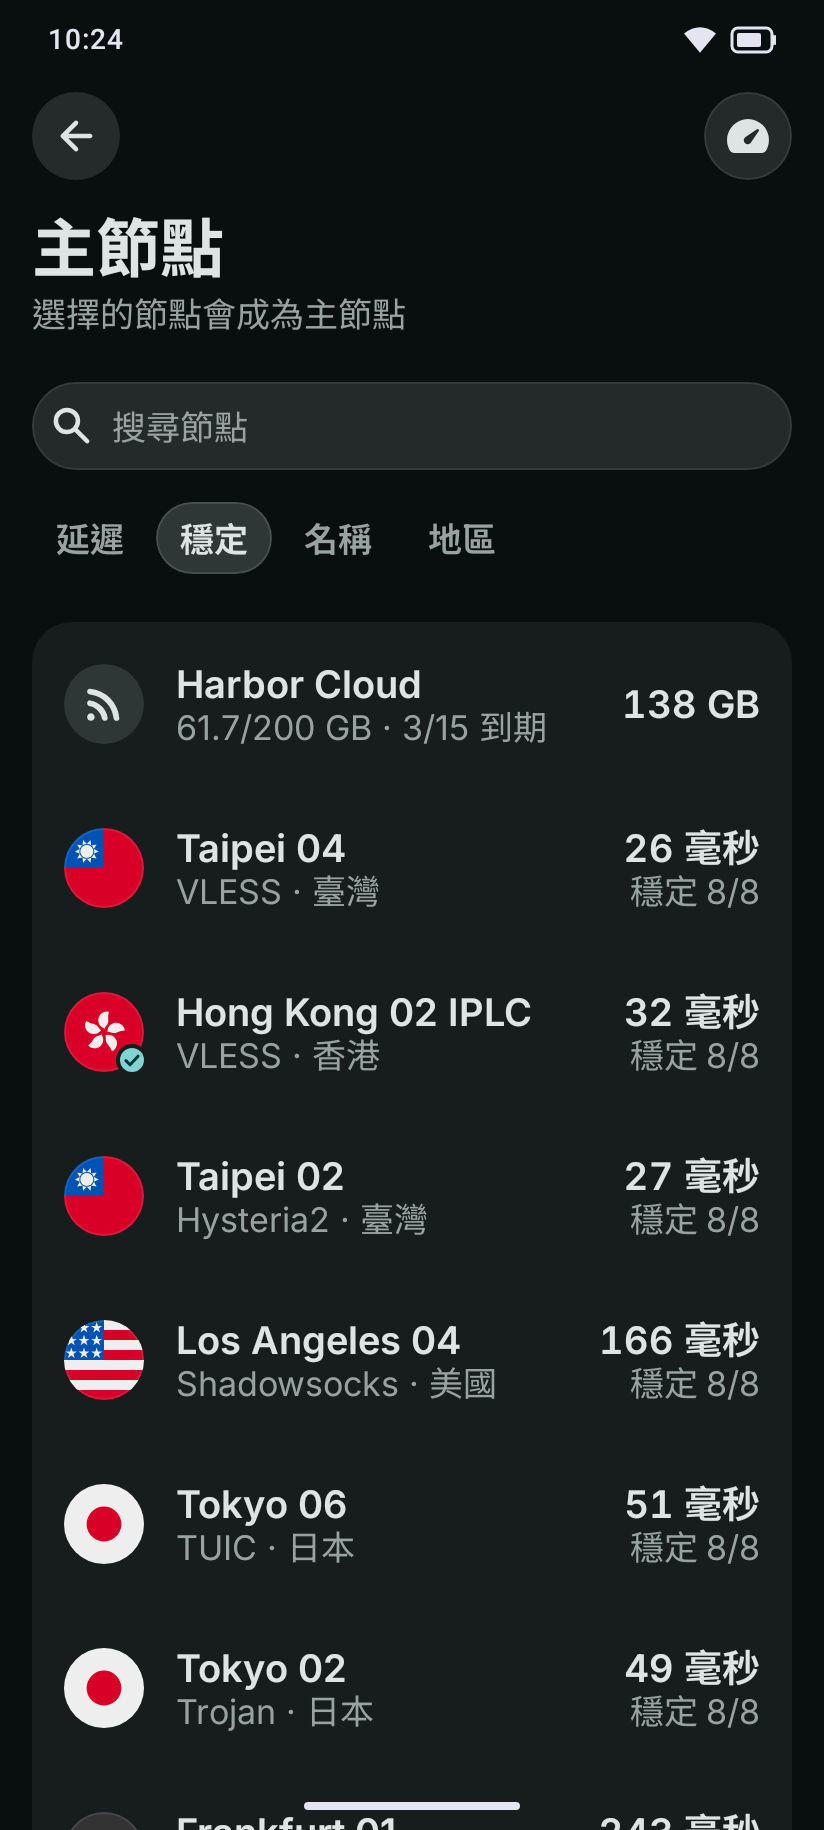 10:24
主節點
選擇的節點會成為主節點
搜尋節點
延遲 穩定 名稱 地區
Harbor Cloud
61.7/200 GB · 3/15 到期
138 GB
Taipei 04
VLESS · 臺灣
26 毫秒
穩定 8/8
Hong Kong 02 IPLC
VLESS · 香港
32 毫秒
穩定 8/8
Taipei 02
Hysteria2 · 臺灣
27 毫秒
穩定 8/8
Los Angeles 04
Shadowsocks · 美國
166 毫秒
穩定 8/8
Tokyo 06
TUIC · 日本
51 毫秒
穩定 8/8
Tokyo 02
Trojan · 日本
49 毫秒
穩定 8/8
Frankfurt 01
243 毫秒